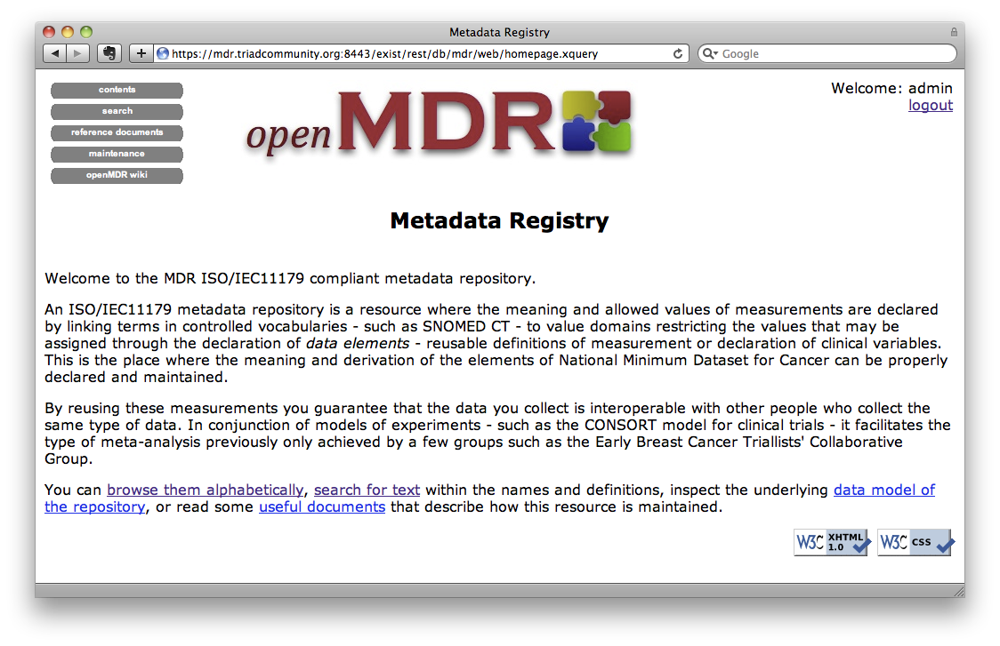 Metadata Registry
https://mdr.triadcommunity.org:8443/exist/rest/db/mdr/web/homepage.xquery
Google
contents
search
reference documents
maintenance
openMDR wiki
openMDR
Welcome: admin
logout
Metadata Registry
Welcome to the MDR ISO/IEC11179 compliant metadata repository.
An ISO/IEC11179 metadata repository is a resource where the meaning and allowed values of measurements are declared
by linking terms in controlled vocabularies - such as SNOMED CT - to value domains restricting the values that may be
assigned through the declaration of data elements - reusable definitions of measurement or declaration of clinical variables.
This is the place where the meaning and derivation of the elements of National Minimum Dataset for Cancer can be properly
declared and maintained.
By reusing these measurements you guarantee that the data you collect is interoperable with other people who collect the
same type of data. In conjunction of models of experiments - such as the CONSORT model for clinical trials - it facilitates the
type of meta-analysis previously only achieved by a few groups such as the Early Breast Cancer Triallists' Collaborative
Group.
You can browse them alphabetically, search for text within the names and definitions, inspect the underlying data model of
the repository, or read some useful documents that describe how this resource is maintained.
W3C XHTML 1.0
W3C CSS